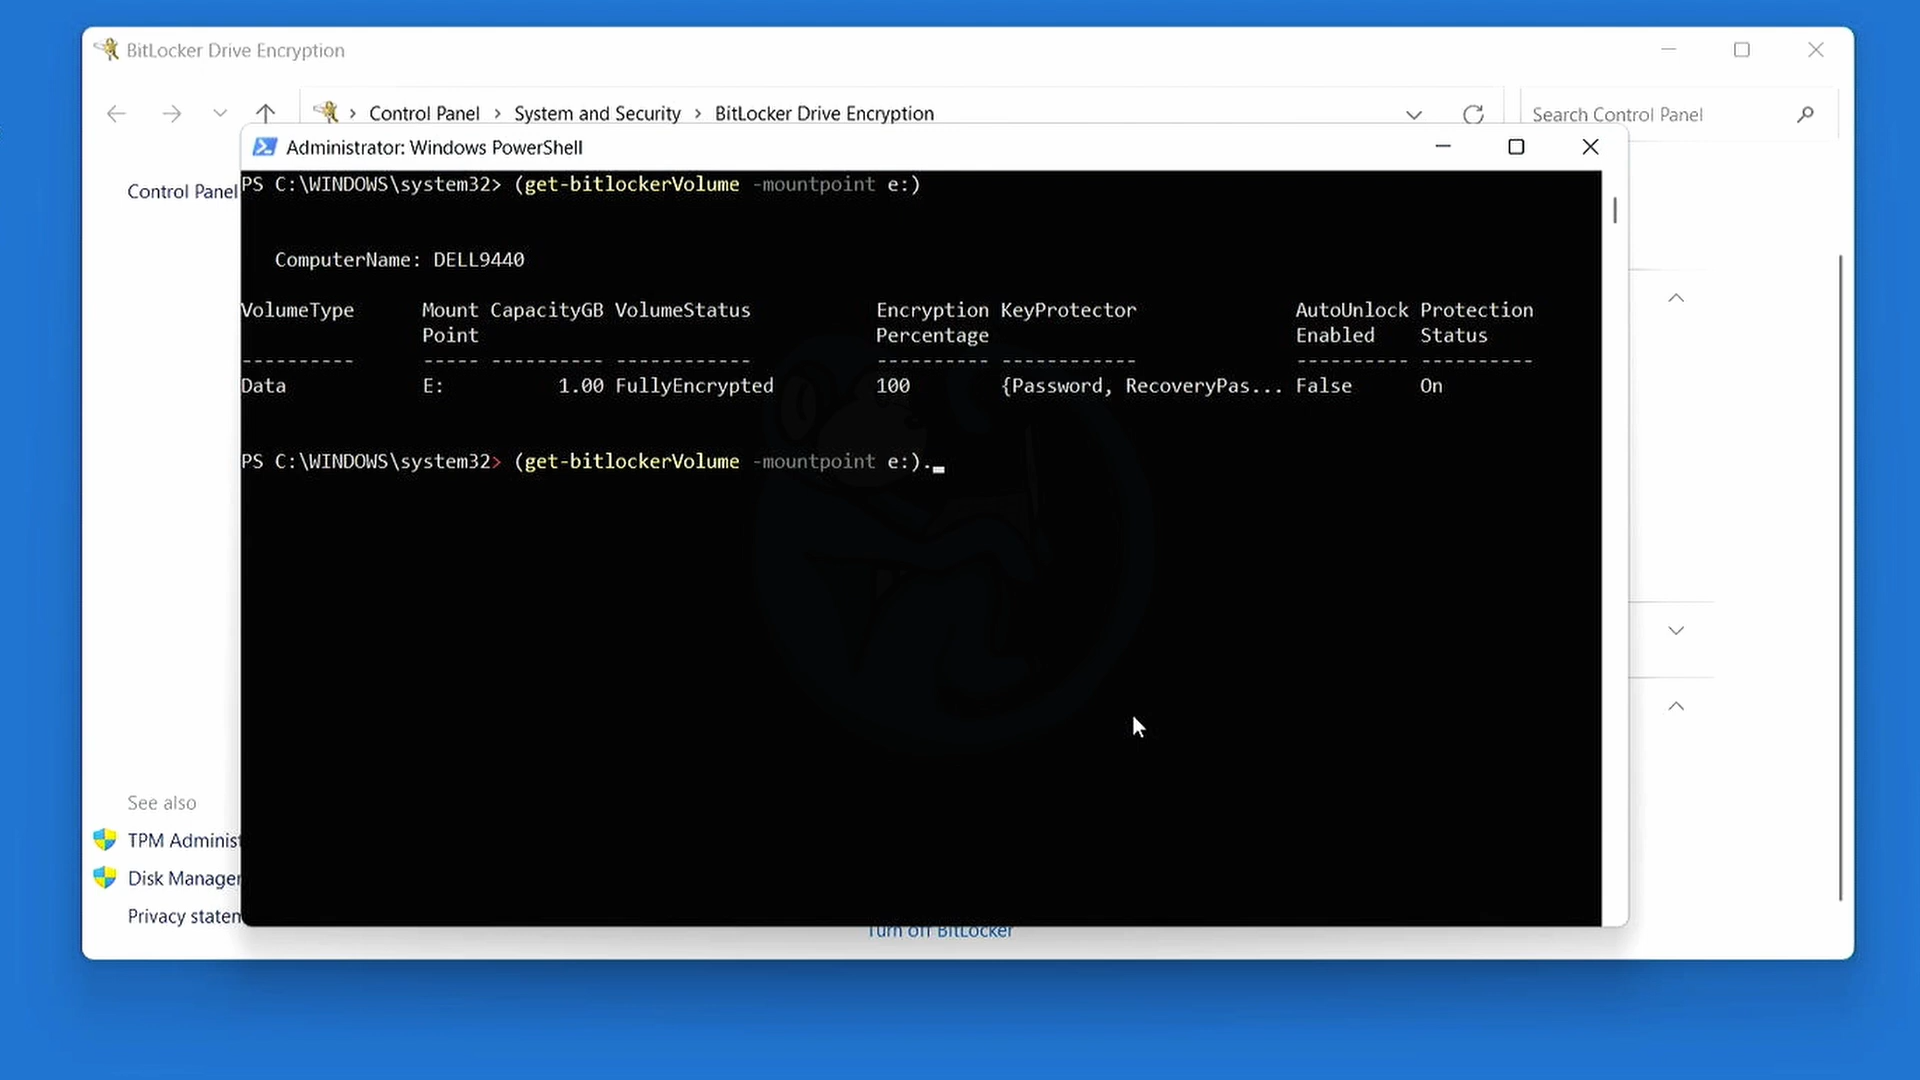 BitLocker Drive Encryption
Control Panel > System and Security > BitLocker Drive Encryption
Search Control Panel
Administrator: Windows PowerShell
Control Panel
PS C:\WINDOWS\system32> (get-bitlockerVolume -mountpoint e:)
ComputerName: DELL9440
VolumeType Mount CapacityGB VolumeStatus Encryption KeyProtector AutoUnlock Protection
Point Percentage Enabled Status
---------- ----- ---------- ------------ ---------- ------------ ---------- ----------
Data E: 1.00 FullyEncrypted 100 {Password, RecoveryPas... False On
PS C:\WINDOWS\system32> (get-bitlockerVolume -mountpoint e:)._
See also
TPM Administ
Disk Manager
Privacy staten
Turn off BitLocker